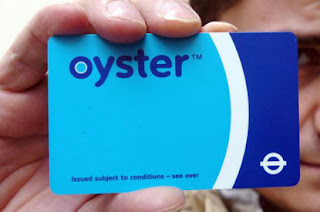 oyster™
Issued subject to conditions – see over